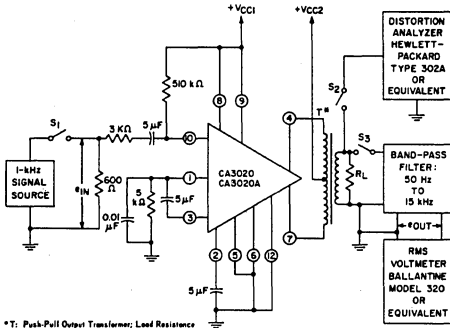 +VCC1
+VCC2
DISTORTION
ANALYZER
HEWLETT-
PACKARD
TYPE 302A
OR
EQUIVALENT
510 kΩ
8
9
4
T*
S2
S1
3 KΩ
5 µF
10
S3
1-kHz
SIGNAL
SOURCE
eIN
600
Ω
1
CA3020
CA3020A
RL
BAND-PASS
FILTER:
50 Hz
TO
15 kHz
0.01
µF
5
kΩ
5
µF
3
7
2
5
6
12
eOUT
5 µF
RMS
VOLTMETER
BALLANTINE
MODEL 320
OR
EQUIVALENT
*T: Push-Pull Output Transformer; Load Resistance